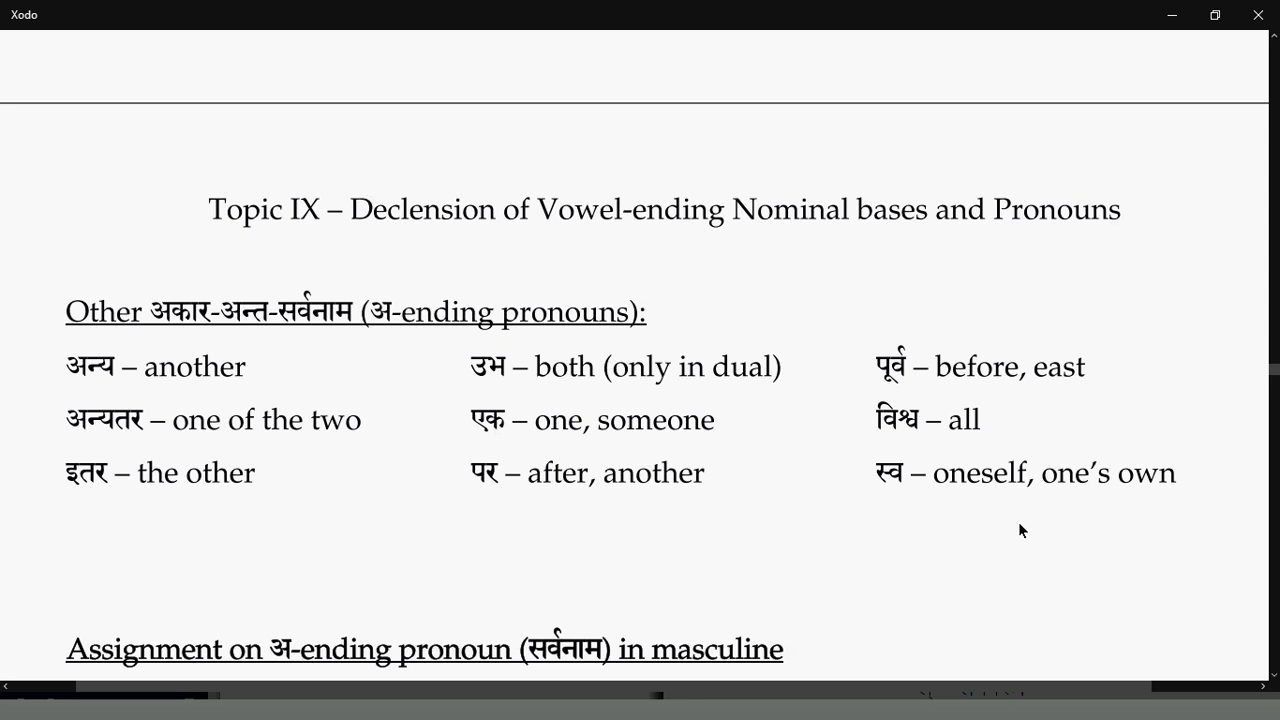 Xodo
Topic IX – Declension of Vowel-ending Nominal bases and Pronouns
Other अकार-अन्त-सर्वनाम (अ-ending pronouns):
अन्य – another उभ – both (only in dual) पूर्व – before, east
अन्यतर – one of the two एक – one, someone विश्व – all
इतर – the other पर – after, another स्व – oneself, one’s own
Assignment on अ-ending pronoun (सर्वनाम) in masculine